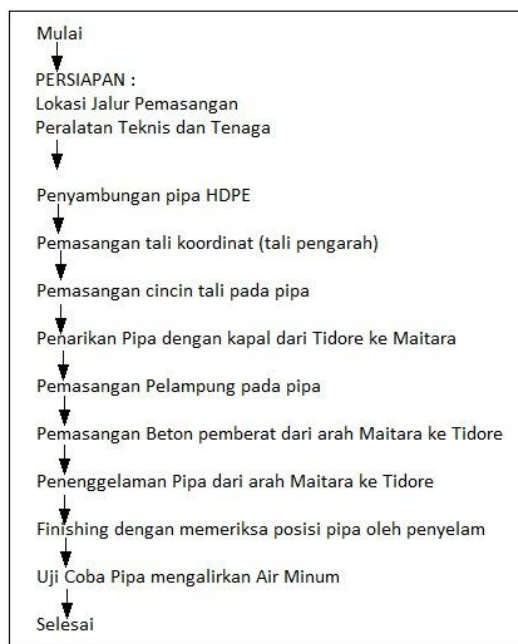 Mulai
PERSIAPAN :
Lokasi Jalur Pemasangan
Peralatan Teknis dan Tenaga
Penyambungan pipa HDPE
Pemasangan tali koordinat (tali pengarah)
Pemasangan cincin tali pada pipa
Penarikan Pipa dengan kapal dari Tidore ke Maitara
Pemasangan Pelampung pada pipa
Pemasangan Beton pemberat dari arah Maitara ke Tidore
Penenggelaman Pipa dari arah Maitara ke Tidore
Finishing dengan memeriksa posisi pipa oleh penyelam
Uji Coba Pipa mengalirkan Air Minum
Selesai